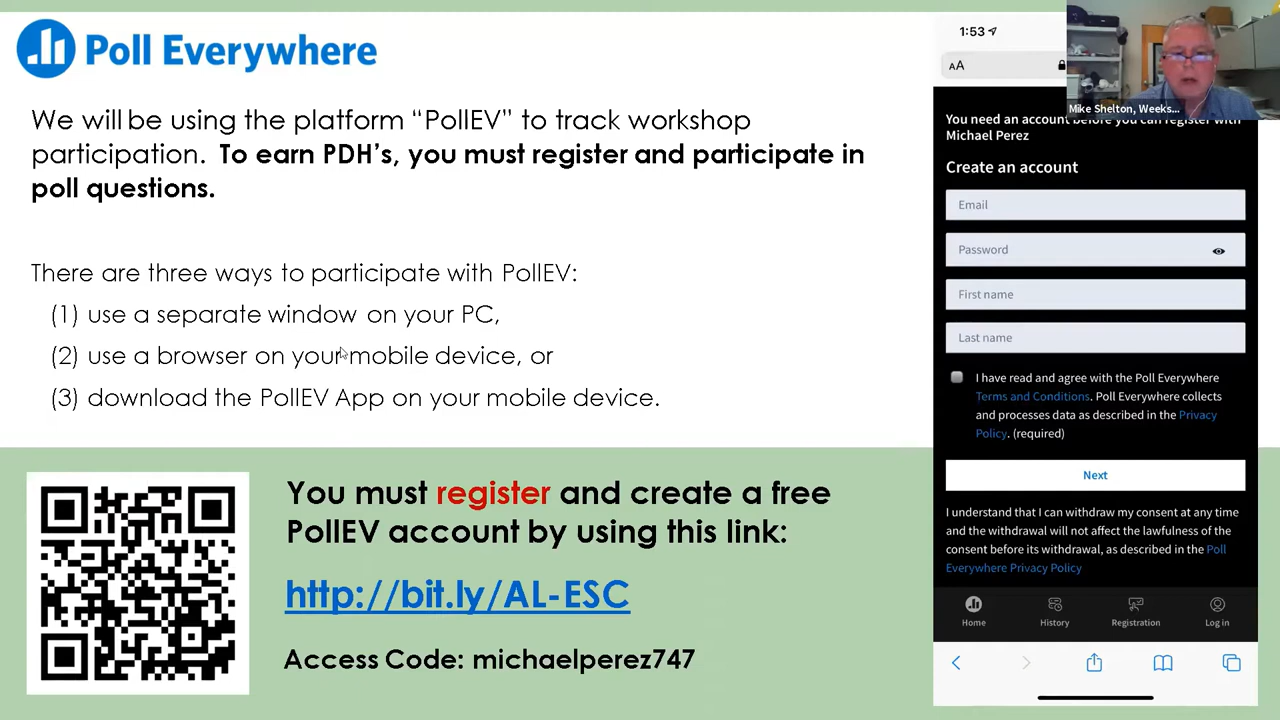 Poll Everywhere
We will be using the platform “PollEV” to track workshop
participation. To earn PDH’s, you must register and participate in
poll questions.
There are three ways to participate with PollEV:
(1) use a separate window on your PC,
(2) use a browser on your mobile device, or
(3) download the PollEV App on your mobile device.
You must register and create a free
PollEV account by using this link:
http://bit.ly/AL-ESC
Access Code: michaelperez747
1:53
AA
Mike Shelton, Weeks...
You need an account before you can register with
Michael Perez
Create an account
Email
Password
First name
Last name
I have read and agree with the Poll Everywhere
Terms and Conditions. Poll Everywhere collects
and processes data as described in the Privacy
Policy. (required)
Next
I understand that I can withdraw my consent at any time
and the withdrawal will not affect the lawfulness of the
consent before its withdrawal, as described in the Poll
Everywhere Privacy Policy
Home History Registration Log in